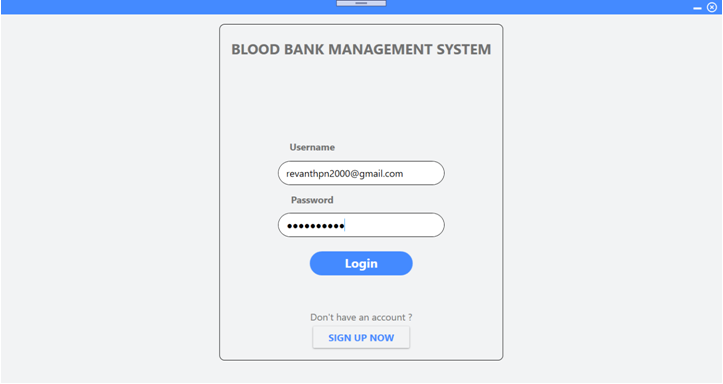 BLOOD BANK MANAGEMENT SYSTEM
Username
revanthpn2000@gmail.com
Password
●●●●●●●●●●
Login
Don't have an account ?
SIGN UP NOW